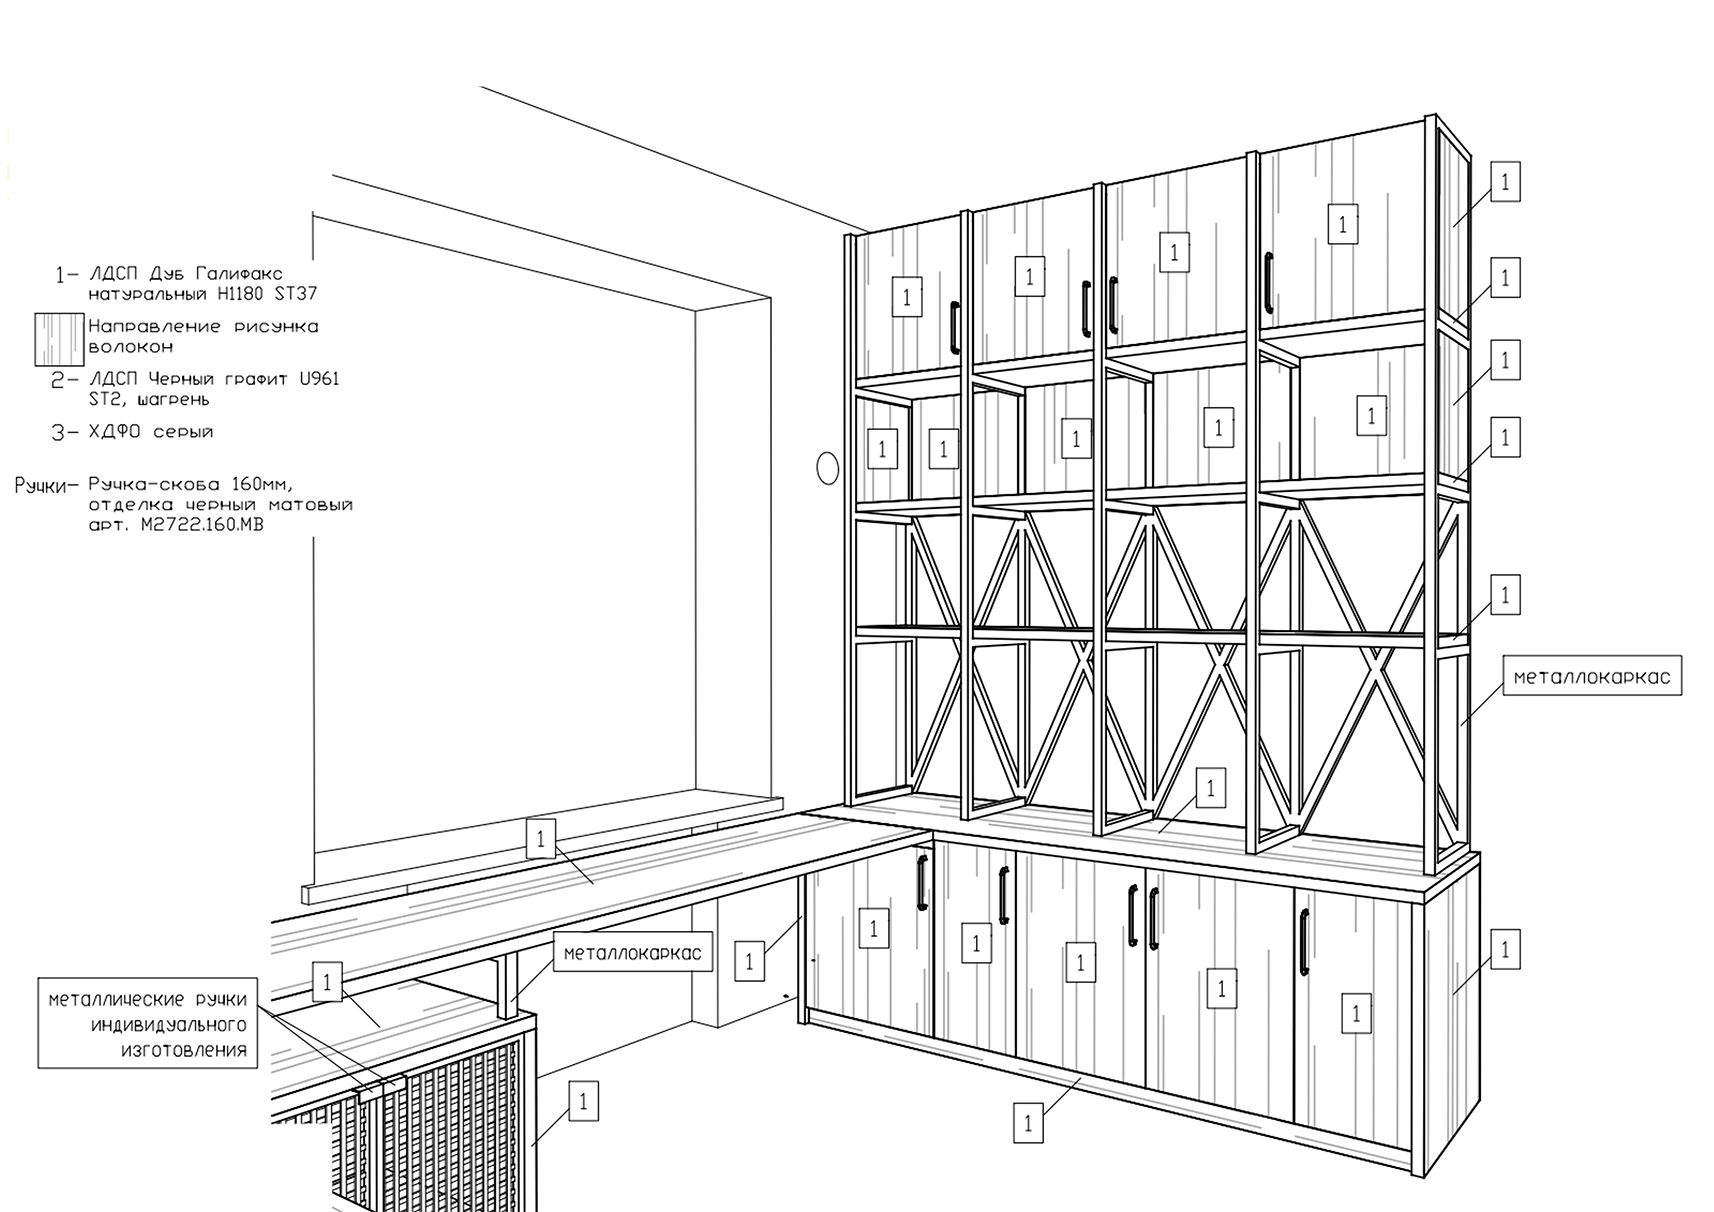 1- ЛДСП Дуб Галифакс
натуральный H1180 ST37
Направление рисунка
волокон
2- ЛДСП Черный графит U961
ST2, шагрень
3- ХДФО серый
Ручки- Ручка-скоба 160мм,
отделка черный матовый
арт. M2722.160.MB
1
1
1
1
1
1
1
1
1
1
1
1
1
1
металлокаркас
1
1
1
1
1
1
металлокаркас
1
1
1
1
1
металлические ручки
индивидуального
изготовления
1
1